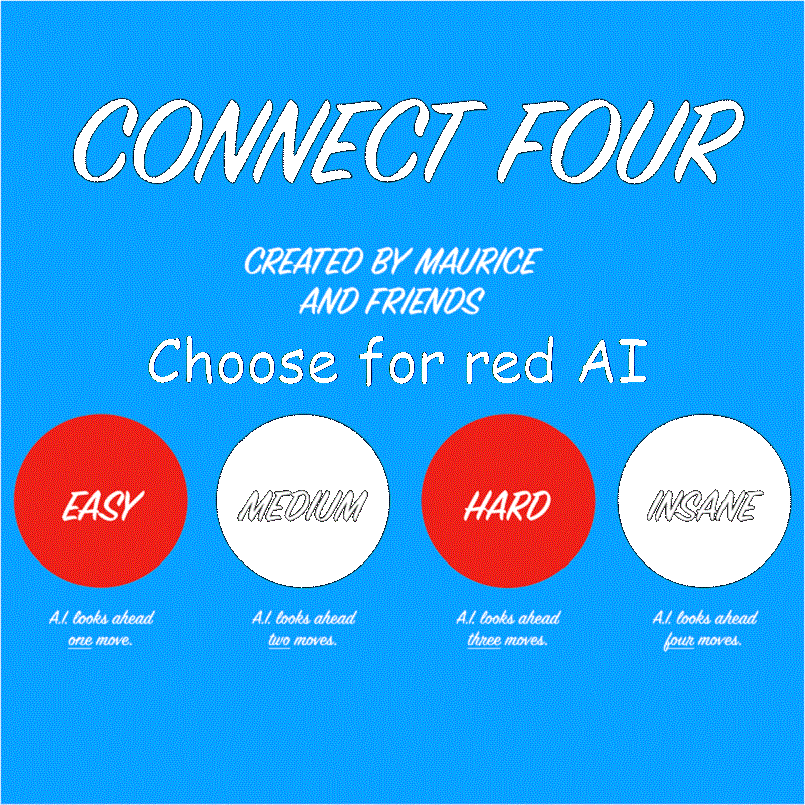 CONNECT FOUR
CREATED BY MAURICE
AND FRIENDS
Choose for red AI
EASY
MEDIUM
HARD
INSANE
A.I. looks ahead
one move.
A.I. looks ahead
two moves.
A.I. looks ahead
three moves.
A.I. looks ahead
four moves.